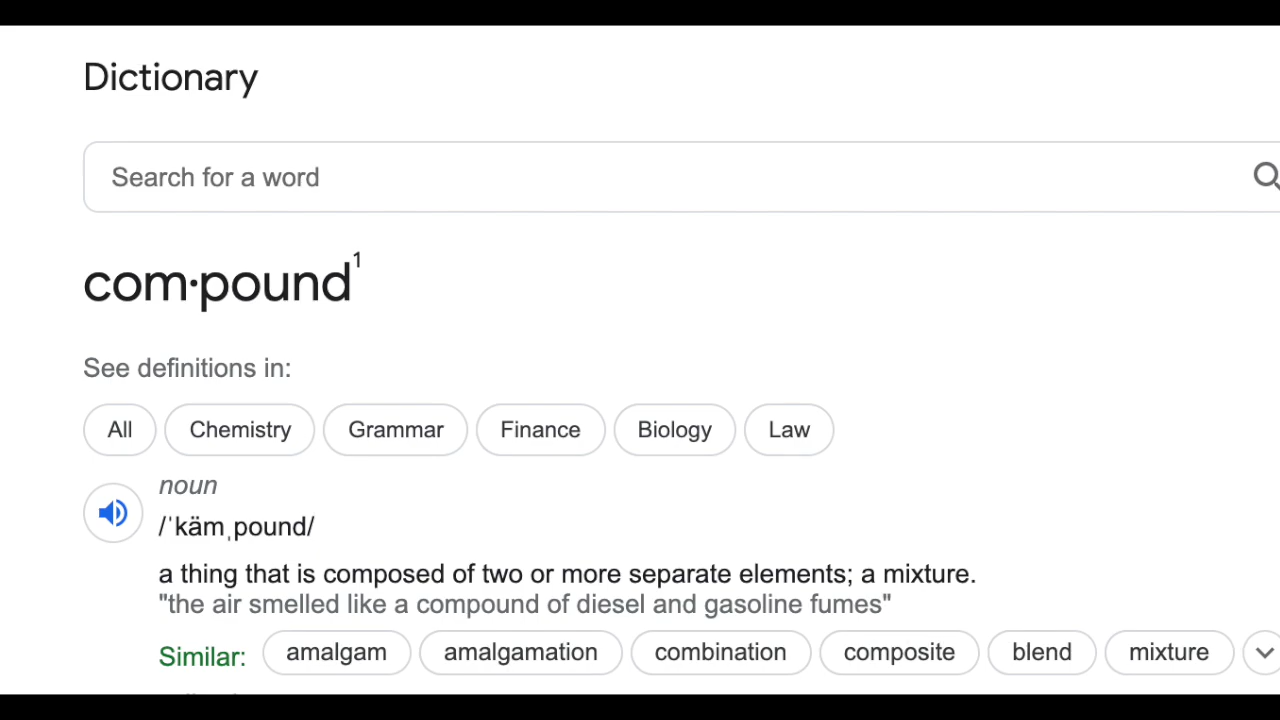 Dictionary
Search for a word
com·pound¹
See definitions in:
All Chemistry Grammar Finance Biology Law
noun
/ˈkämˌpound/
a thing that is composed of two or more separate elements; a mixture.
"the air smelled like a compound of diesel and gasoline fumes"
Similar: amalgam amalgamation combination composite blend mixture